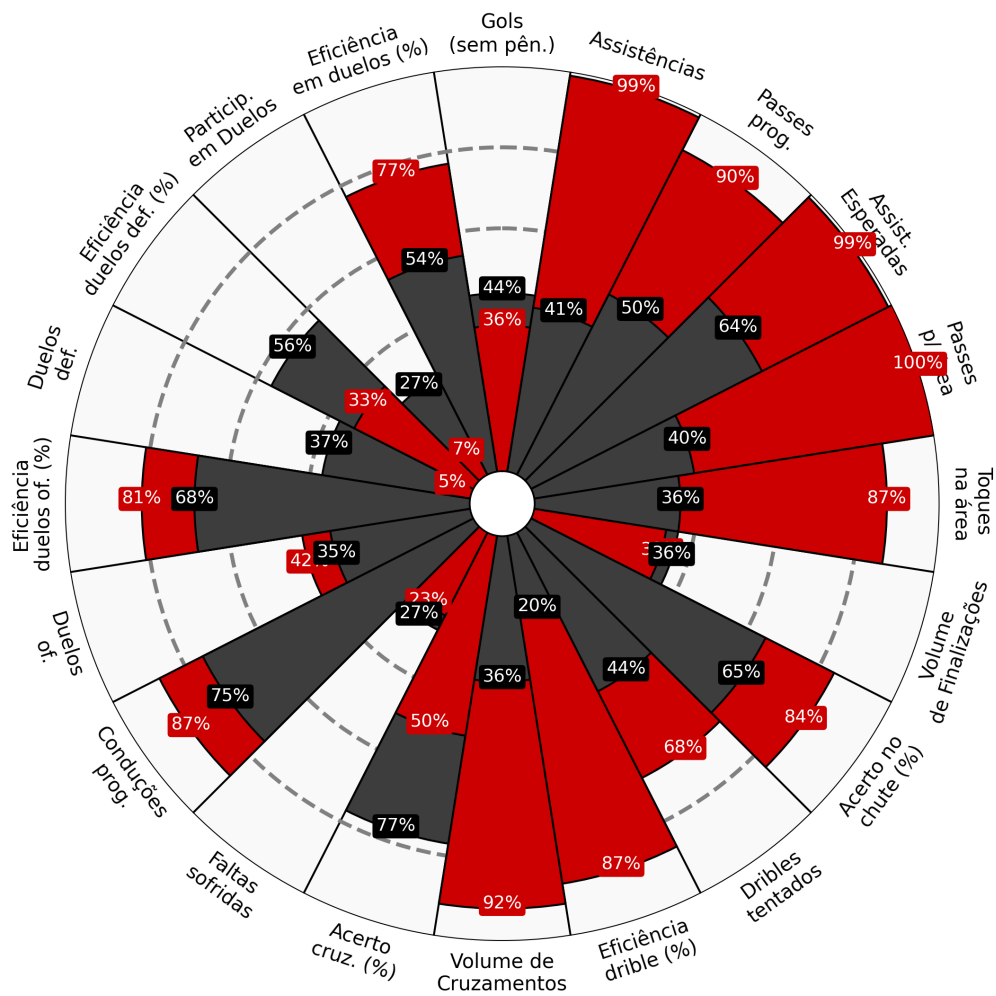 Gols
(sem pên.)
44%
36%
Assistências
99%
41%
Passes
prog.
90%
50%
Assist.
Esperadas
99%
64%
Passes
100%
40%
Toques
na área
87%
36%
Volume
de Finalizações
36%
Acerto no
chute (%)
84%
65%
Dribles
tentados
68%
44%
Eficiência
drible (%)
87%
20%
Volume de
Cruzamentos
92%
36%
Acerto
cruz. (%)
77%
50%
Faltas
sofridas
23%
27%
Conduções
prog.
87%
75%
Duelos
of.
35%
Eficiência
duelos of. (%)
81%
68%
Duelos
def.
37%
5%
Eficiência
duelos def. (%)
56%
33%
Particip.
em Duelos
27%
7%
Eficiência
em duelos (%)
77%
54%